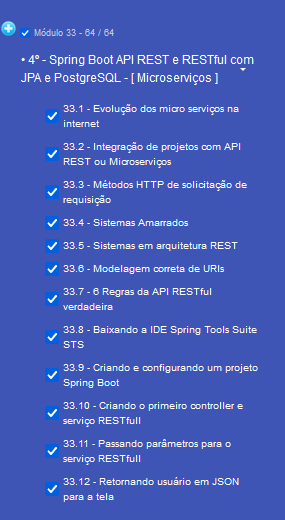 Módulo 33 - 64 / 64
• 4º - Spring Boot API REST e RESTful com
JPA e PostgreSQL - [ Microserviços ]
33.1 - Evolução dos micro serviços na
internet
33.2 - Integração de projetos com API
REST ou Microserviços
33.3 - Métodos HTTP de solicitação de
requisição
33.4 - Sistemas Amarrados
33.5 - Sistemas em arquitetura REST
33.6 - Modelagem correta de URIs
33.7 - 6 Regras da API RESTful
verdadeira
33.8 - Baixando a IDE Spring Tools Suite
STS
33.9 - Criando e configurando um projeto
Spring Boot
33.10 - Criando o primeiro controller e
serviço RESTfull
33.11 - Passando parâmetros para o
serviço RESTfull
33.12 - Retornando usuário em JSON
para a tela